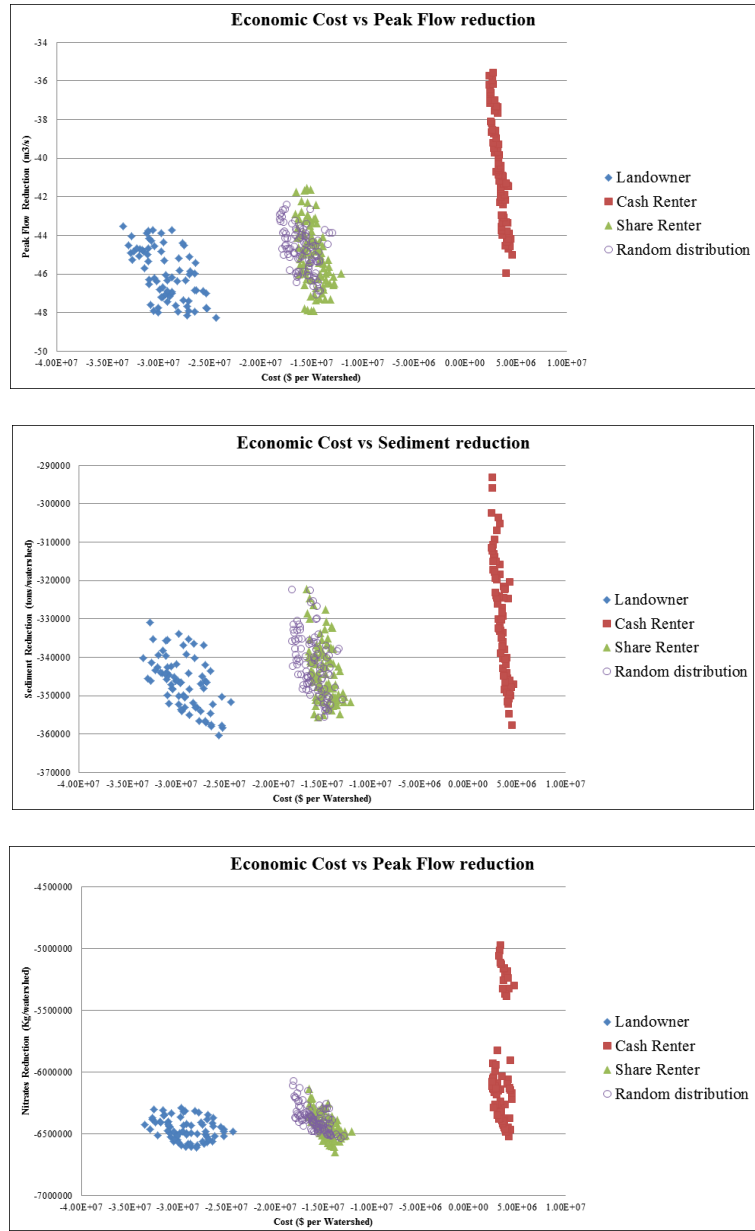 Economic Cost vs Peak Flow reduction
-34
-36
-38
-40
-42
-44
-46
-48
-50
Peak Flow Reduction (m3/s)
-4.00E+07 -3.50E+07 -3.00E+07 -2.50E+07 -2.00E+07 -1.50E+07 -1.00E+07 -5.00E+06 0.00E+00 5.00E+06 1.00E+07
Cost ($ per Watershed)
Landowner
Cash Renter
Share Renter
Random distribution
Economic Cost vs Sediment reduction
-290000
-300000
-310000
-320000
-330000
-340000
-350000
-360000
-370000
Sediment Reduction (tons/watershed)
-4.00E+07 -3.50E+07 -3.00E+07 -2.50E+07 -2.00E+07 -1.50E+07 -1.00E+07 -5.00E+06 0.00E+00 5.00E+06 1.00E+07
Cost ($ per Watershed)
Landowner
Cash Renter
Share Renter
Random distribution
Economic Cost vs Peak Flow reduction
-4500000
-5000000
-5500000
-6000000
-6500000
-7000000
Nitrates Reduction (Kg/watershed)
-4.00E+07 -3.50E+07 -3.00E+07 -2.50E+07 -2.00E+07 -1.50E+07 -1.00E+07 -5.00E+06 0.00E+00 5.00E+06 1.00E+07
Cost ($ per Watershed)
Landowner
Cash Renter
Share Renter
Random distribution